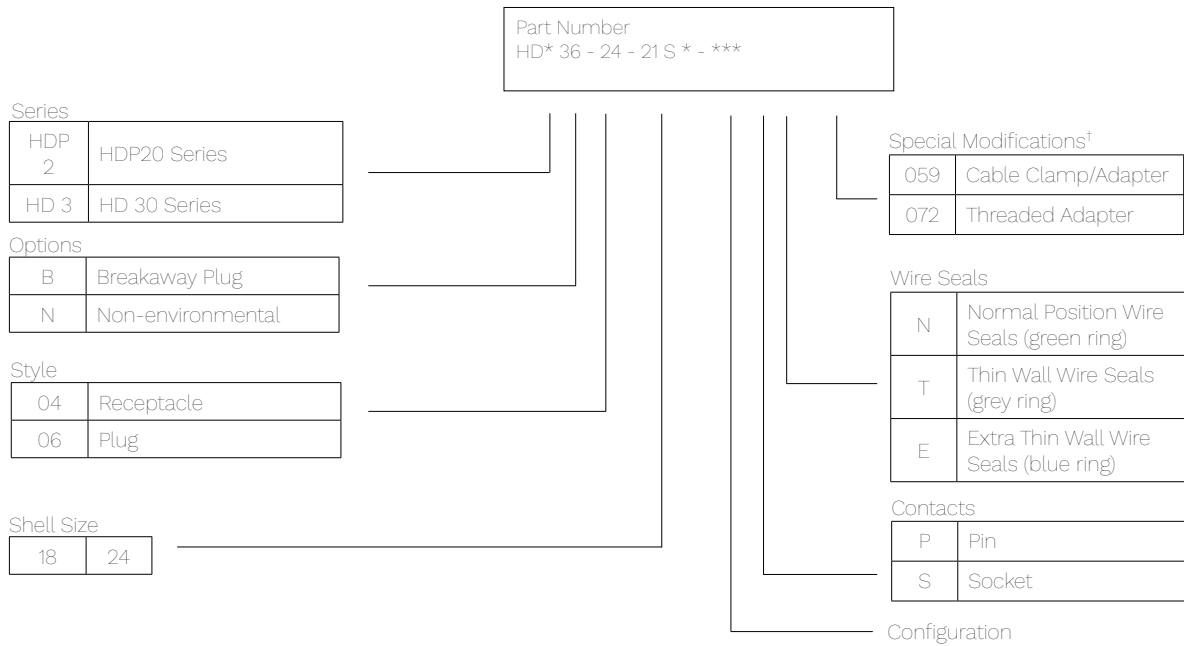 Part Number
HD* 36 - 24 - 21 S * - ***
Series
HDP
2
HDP20 Series
HD 3 HD 30 Series
Options
B Breakaway Plug
N Non-environmental
Style
04 Receptacle
06 Plug
Shell Size
18 24
Special Modifications†
059 Cable Clamp/Adapter
072 Threaded Adapter
Wire Seals
N Normal Position Wire
Seals (green ring)
T Thin Wall Wire Seals
(grey ring)
E Extra Thin Wall Wire
Seals (blue ring)
Contacts
P Pin
S Socket
Configuration